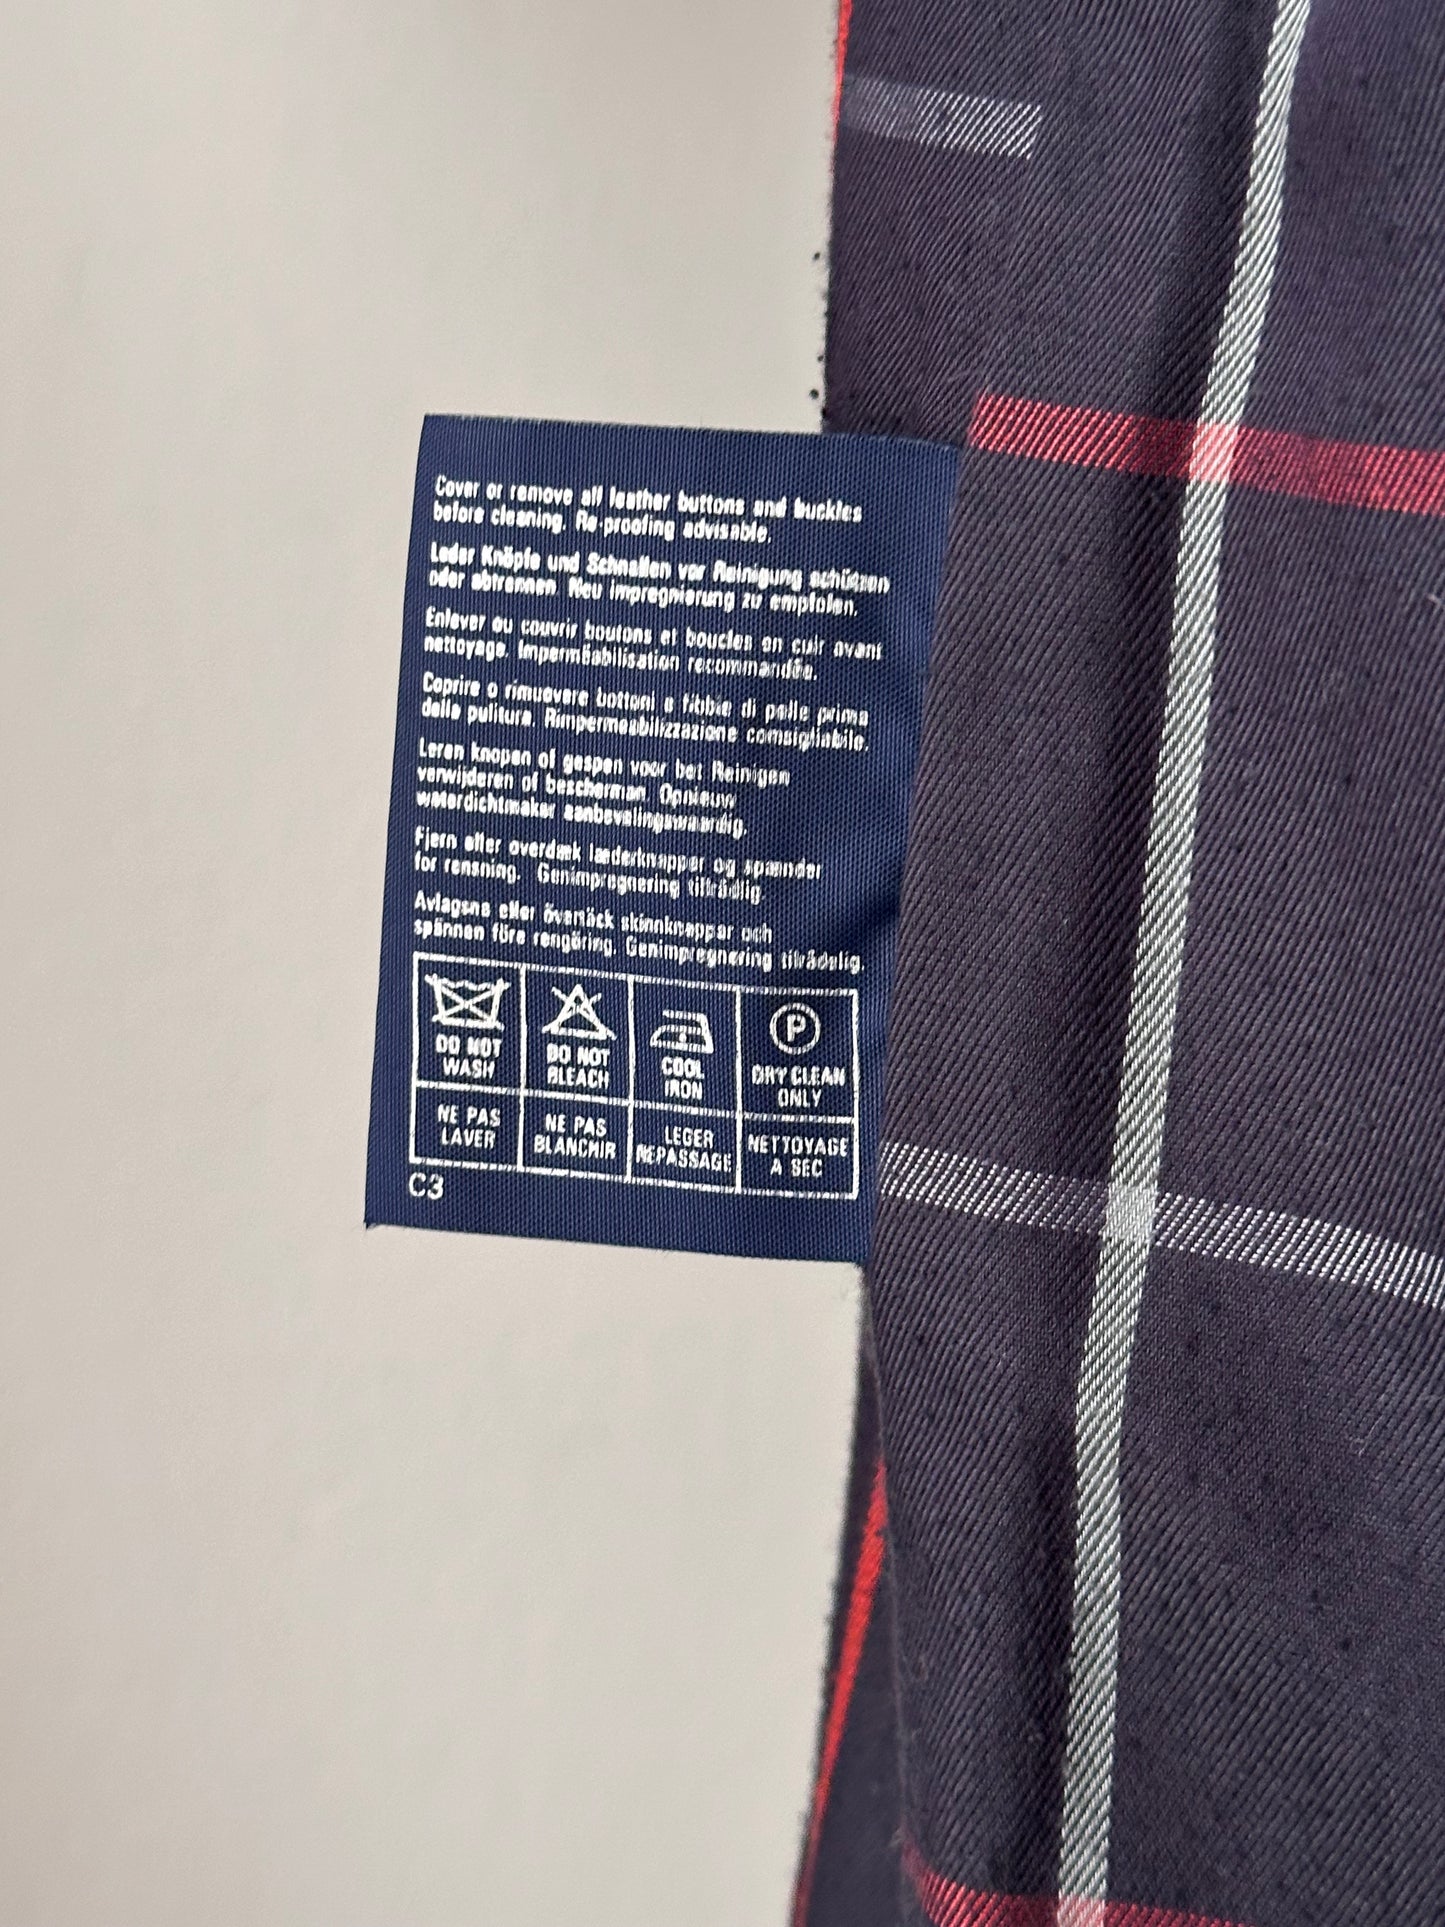 Cover or remove all leather buttons and buckles
before cleaning. Re-proofing advisable.
Leder Knöpfe und Schnallen vor Reinigung schützen
oder abtrennen. Neu impregnierung zu empfolen.
Enlever ou couvrir boutons et boucles en cuir avant
nettoyage. Imperméabilisation recommandée.
Coprire o rimuovere bottoni e fibbie di pelle prima
della pulitura. Rimpermeabilizzazione comsigliabile.
Leren knopen of gespen voor het Reinigen
verwijderen of bescherman. Opnieuw
waterdichtmaker aanbevelingswaardig.
Fjern eller overdæk læderknapper og spænder
for rensning. Genimpregnering tilrådelig.
Avlagsna eller övertäck skinnknappar och
spännen före rengöring. Genimpregnering tilrådelig.
DO NOT
WASH
DO NOT
BLEACH
COOL
IRON
P
DRY CLEAN
ONLY
NE PAS
LAVER
NE PAS
BLANCHIR
LEGER
REPASSAGE
NETTOYAGE
A SEC
C3